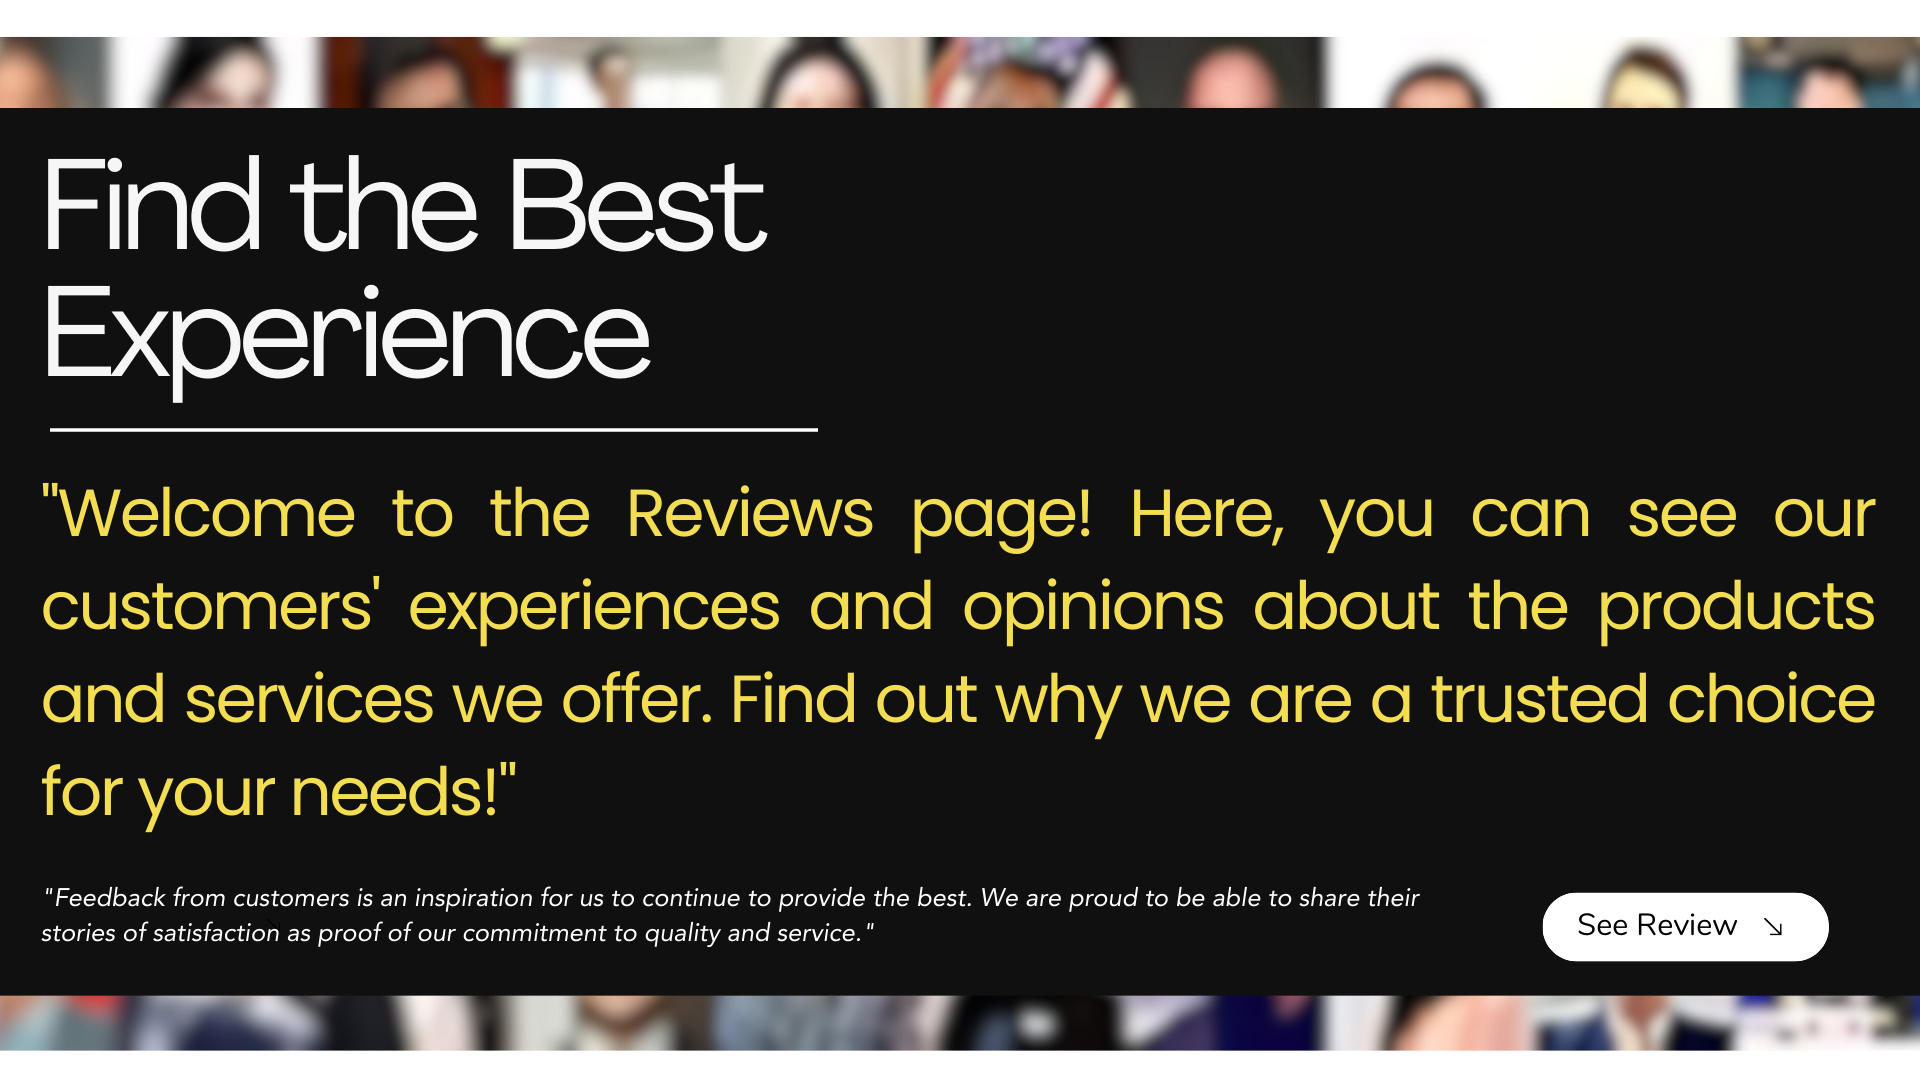 Find the Best
Experience
"Welcome to the Reviews page! Here, you can see our
customers' experiences and opinions about the products
and services we offer. Find out why we are a trusted choice
for your needs!"
"Feedback from customers is an inspiration for us to continue to provide the best. We are proud to be able to share their
stories of satisfaction as proof of our commitment to quality and service."
See Review